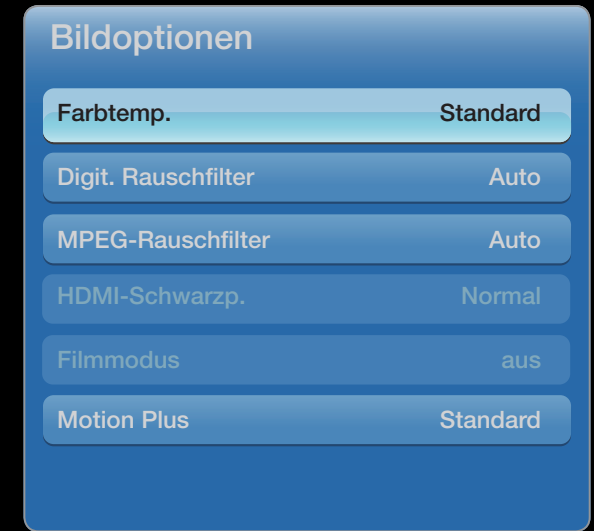 Bildoptionen
Farbtemp. Standard
Digit. Rauschfilter Auto
MPEG-Rauschfilter Auto
HDMI-Schwarzp. Normal
Filmmodus aus
Motion Plus Standard